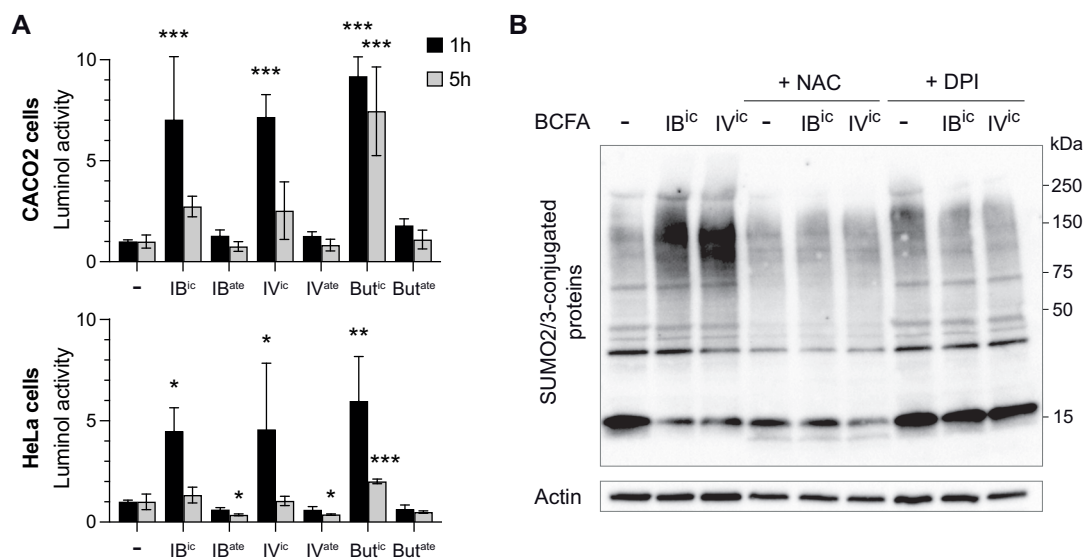 A
CACO2 cells
Luminol activity
10
5
0
*** *** *** ***
1h
5h
- IBic IBate IVic IVate Butic Butate
HeLa cells
Luminol activity
10
5
0
* * * * ** ***
- IBic IBate IVic IVate Butic Butate
B
+ NAC + DPI
BCFA - IBic IVic - IBic IVic - IBic IVic
kDa
SUMO2/3-conjugated
proteins
250
150
75
50
15
Actin